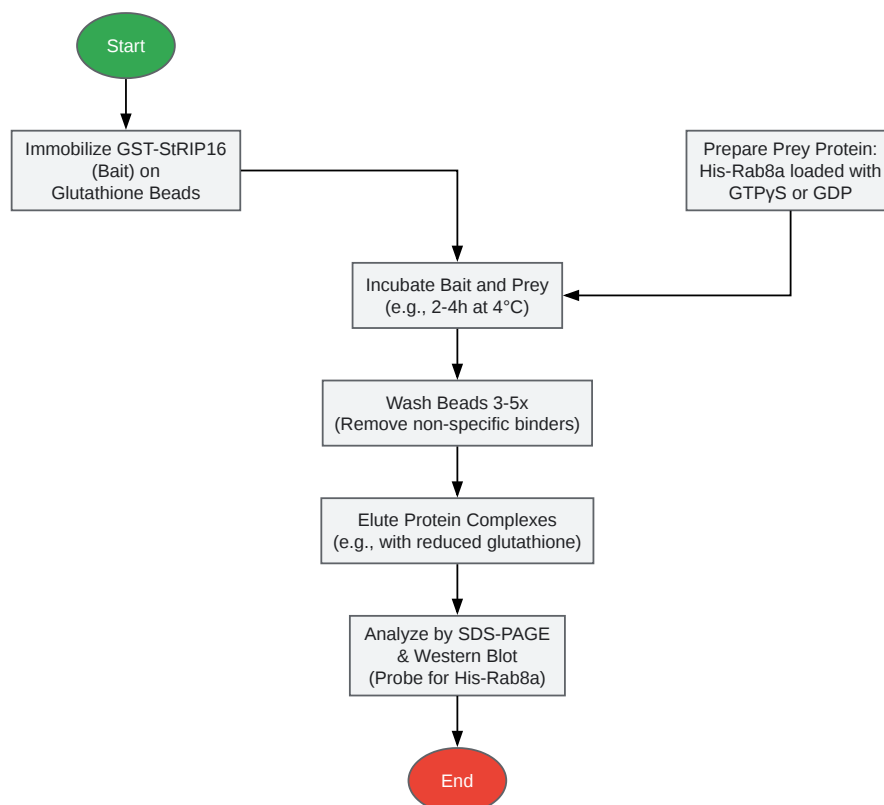 Start
Immobilize GST-StRIP16
(Bait) on
Glutathione Beads
Prepare Prey Protein:
His-Rab8a loaded with
GTPγS or GDP
Incubate Bait and Prey
(e.g., 2-4h at 4°C)
Wash Beads 3-5x
(Remove non-specific binders)
Elute Protein Complexes
(e.g., with reduced glutathione)
Analyze by SDS-PAGE
& Western Blot
(Probe for His-Rab8a)
End